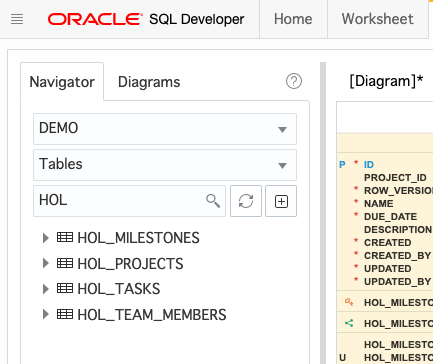 ORACLE SQL Developer
Home
Worksheet
Navigator
Diagrams
[Diagram]*
DEMO
Tables
HOL
HOL_MILESTONES
HOL_PROJECTS
HOL_TASKS
HOL_TEAM_MEMBERS
P * ID
PROJECT_ID
* ROW_VERSION
* NAME
* DUE_DATE
DESCRIPTION
* CREATED
* CREATED_BY
* UPDATED
* UPDATED_BY
HOL_MILESTO
HOL_MILESTO
HOL_MILESTO
U HOL_MILESTO